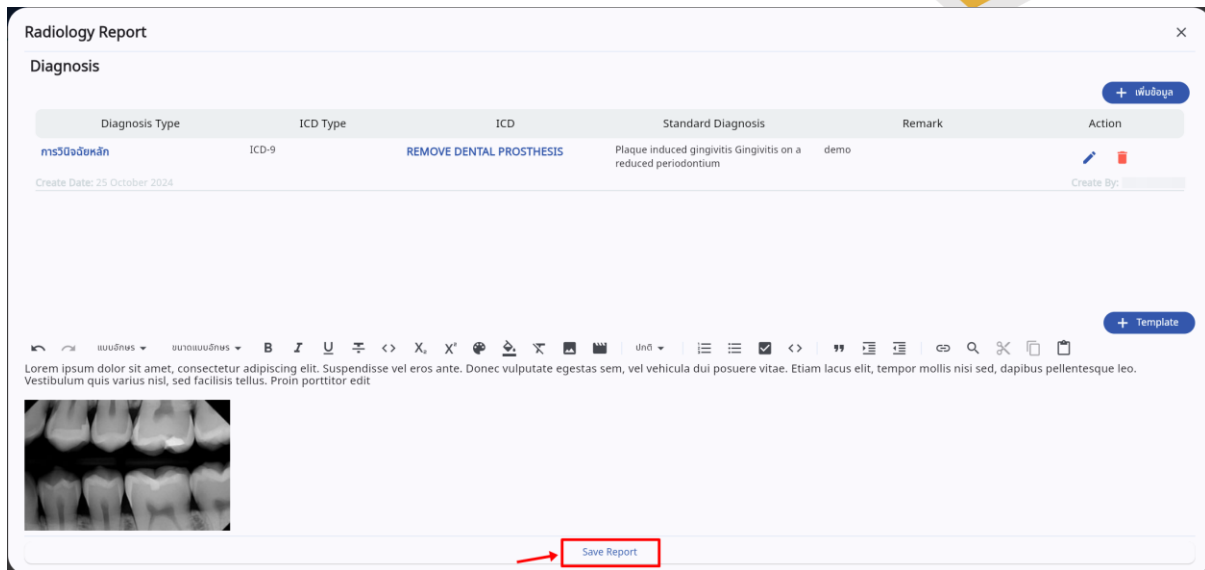 Radiology Report
Diagnosis
เพิ่มข้อมูล
Diagnosis Type ICD Type ICD Standard Diagnosis Remark Action
การวินิจฉัยหลัก ICD-9 REMOVE DENTAL PROSTHESIS Plaque induced gingivitis Gingivitis on a demo
reduced periodontium
Create Date: 25 October 2024 Create By:
Template
แบบอักษร ขนาดแบบอักษร ปกติ
Lorem ipsum dolor sit amet, consectetur adipiscing elit. Suspendisse vel eros ante. Donec vulputate egestas sem, vel vehicula dui posuere vitae. Etiam lacus elit, tempor mollis nisi sed, dapibus pellentesque leo.
Vestibulum quis varius nisl, sed facilisis tellus. Proin porttitor edit
Save Report